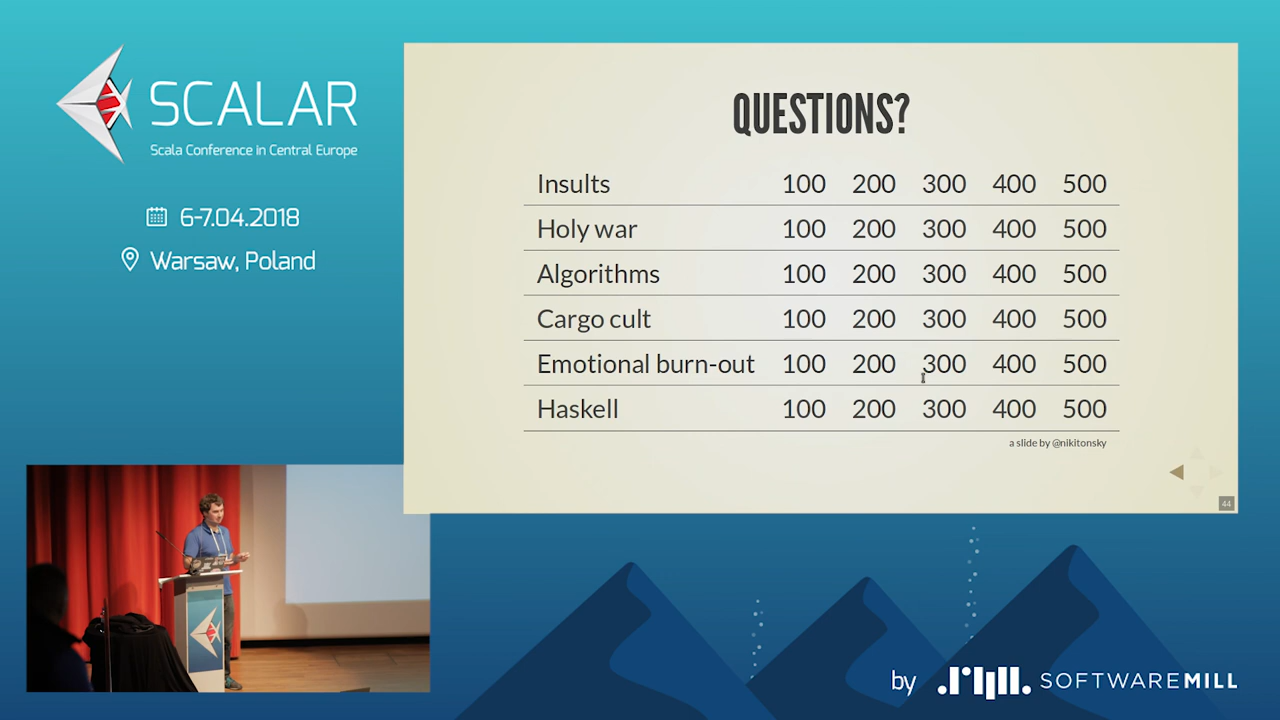 SCALAR
Scala Conference in Central Europe
6-7.04.2018
Warsaw, Poland
QUESTIONS?
Insults 100 200 300 400 500
Holy war 100 200 300 400 500
Algorithms 100 200 300 400 500
Cargo cult 100 200 300 400 500
Emotional burn-out 100 200 300 400 500
Haskell 100 200 300 400 500
a slide by @nikitonsky
44
by SOFTWAREMILL